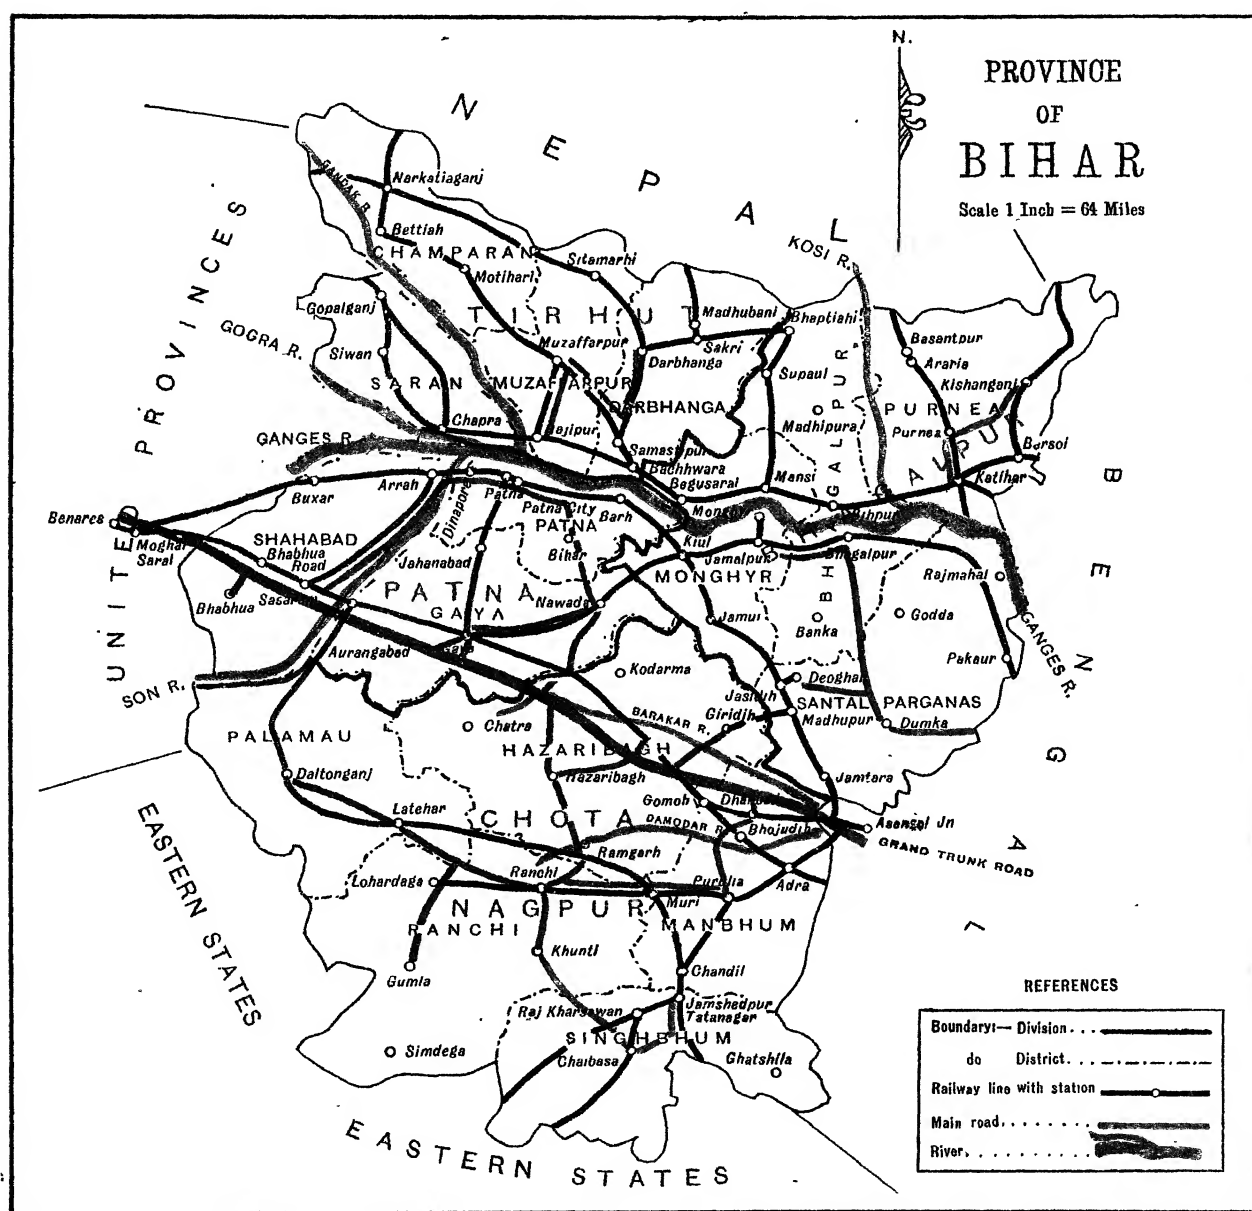 N.
PROVINCE
OF
BIHAR
Scale 1 Inch = 64 Miles
NEPAL
UNITED PROVINCES
BENGAL
EASTERN STATES
EASTERN STATES
GANDAK R.
KOSI R.
GOGRA R.
GANGES R.
SON R.
GANGES R.
BARAKAR R.
DAMODAR R.
GRAND TRUNK ROAD
TIRHUT
PATNA
CHOTA
NAGPUR
CHAMPARAN
SARAN
MUZAFFARPUR
DARBHANGA
BHAGALPUR
PURNEA
SHAHABAD
PATNA
GAYA
MONGHYR
SANTAL PARGANAS
PALAMAU
HAZARIBAGH
RANCHI
MANBHUM
SINGHBHUM
Narkatiaganj
Bettiah
Motihari
Sitamarhi
Gopalganj
Siwan
Chapra
Muzaffarpur
Hajipur
Madhubani
Sakri
Darbhanga
Bhaptiahi
Supaul
Madhipura
Samastipur
Bachhwara
Begusarai
Mansi
Basantpur
Araria
Kishanganj
Purnea
Barsoi
Katihar
Bihpur
Benares
Moghal
Sarai
Buxar
Arrah
Dinapore
Patna
Patna City
Barh
Bihar
Jahanabad
Bhabhua
Road
Bhabhua
Sasaram
Gaya
Nawada
Aurangabad
Monghyr
Kiul
Jamalpur
Bhagalpur
Jamui
Banka
Rajmahal
Godda
Pakaur
Deoghar
Jasidih
Madhupur
Dumka
Jamtara
Giridih
Kodarma
Chatra
Hazaribagh
Daltonganj
Latehar
Gomoh
Dhanbad
Bhojudih
Asansol Jn
Ramgarh
Ranchi
Lohardaga
Muri
Purulia
Adra
Gumla
Khunti
Chandil
Jamshedpur
Tatanagar
Raj Kharsawan
Chaibasa
Simdega
Ghatshila
REFERENCES
Boundary:— Division...
do District...
Railway line with station
Main road.......
River..........